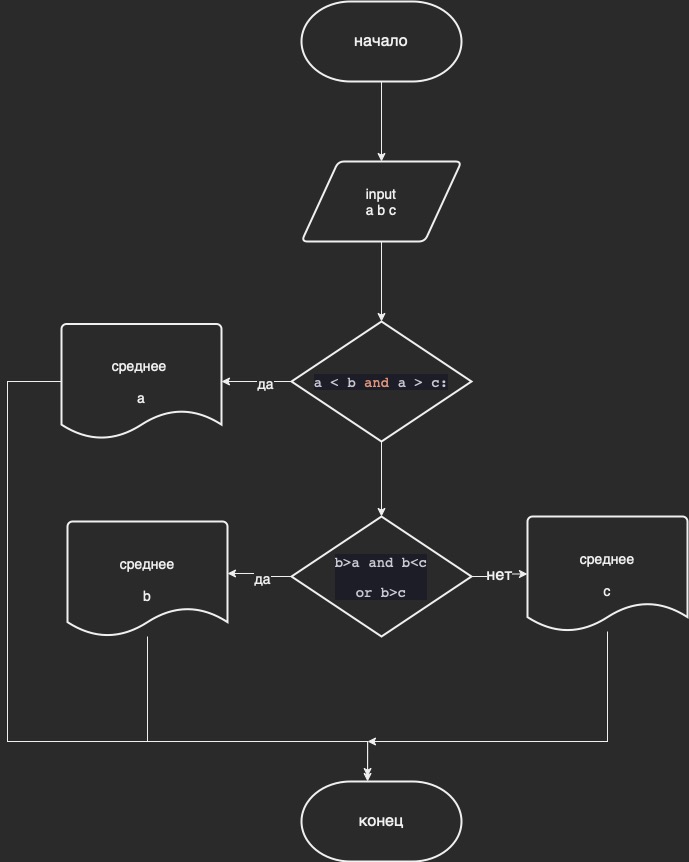 начало
input
a b c
среднее
a
да
a < b and a > c:
среднее
b
да
b>a and b<c
or b>c
нет
среднее
c
конец